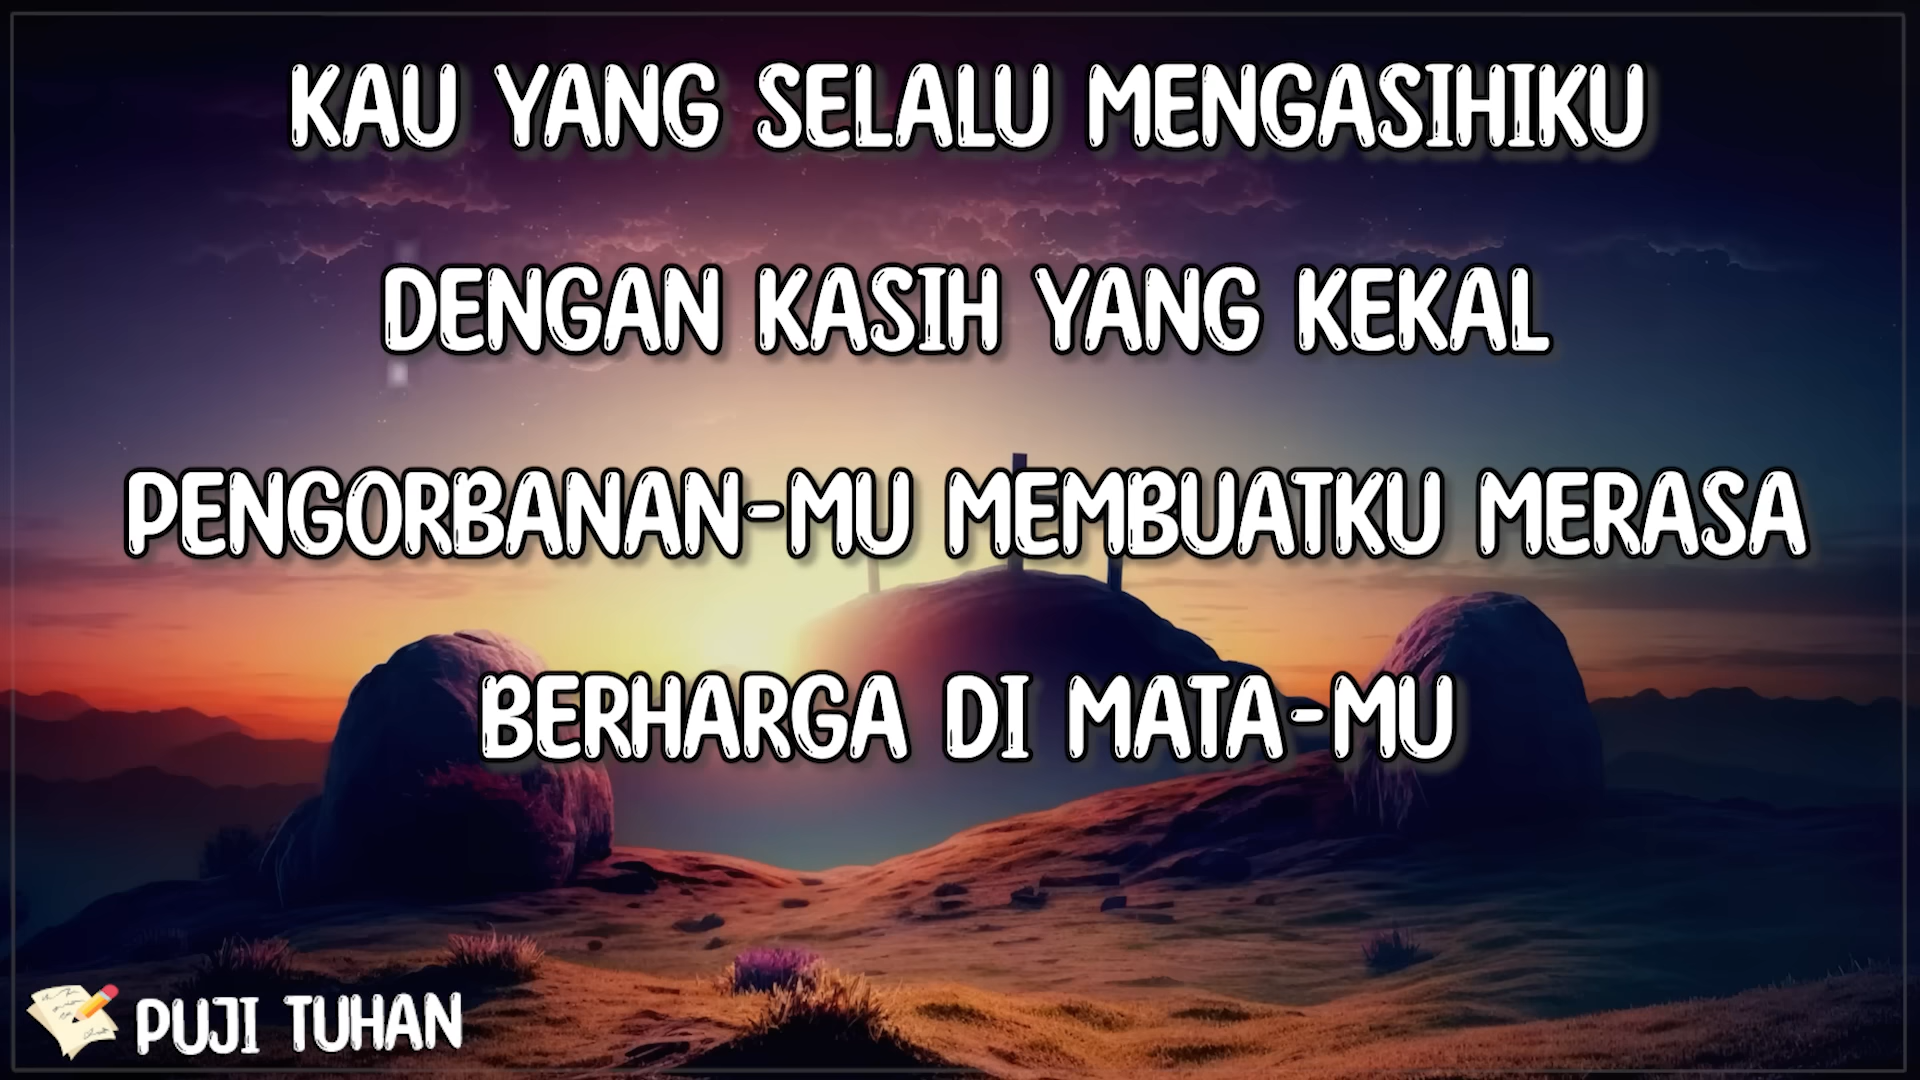 KAU YANG SELALU MENGASIHIKU
DENGAN KASIH YANG KEKAL
PENGORBANAN-MU MEMBUATKU MERASA
BERHARGA DI MATA-MU
PUJI TUHAN